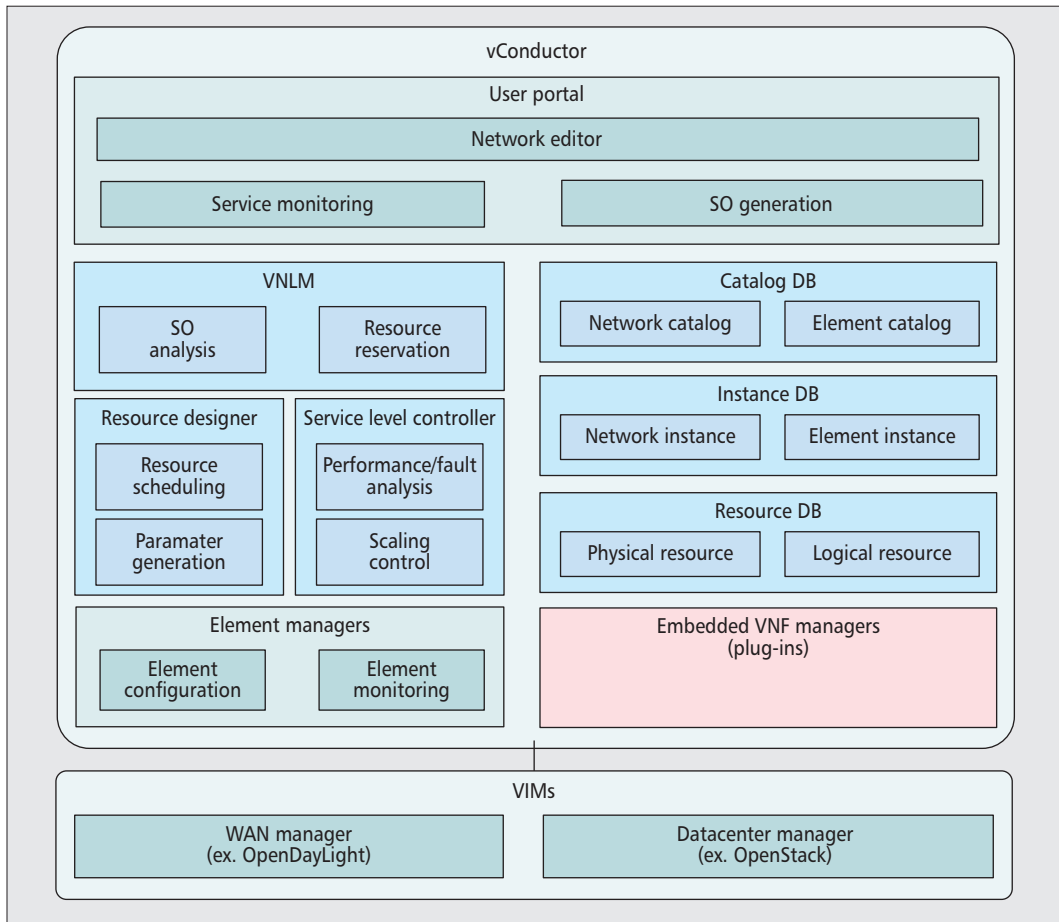 vConductor
User portal
Network editor
Service monitoring
SO generation
VNLM
SO
analysis
Resource
reservation
Resource designer
Resource
scheduling
Paramater
generation
Service level controller
Performance/fault
analysis
Scaling
control
Element managers
Element
configuration
Element
monitoring
Catalog DB
Network catalog
Element catalog
Instance DB
Network instance
Element instance
Resource DB
Physical resource
Logical resource
Embedded VNF managers
(plug-ins)
VIMs
WAN manager
(ex. OpenDayLight)
Datacenter manager
(ex. OpenStack)